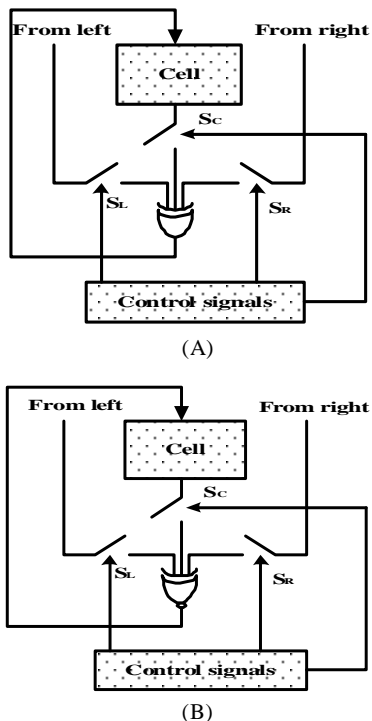 From left
From right
Cell
SC
SL
SR
Control signals
(A)
From left
From right
Cell
SC
SL
SR
Control signals
(B)